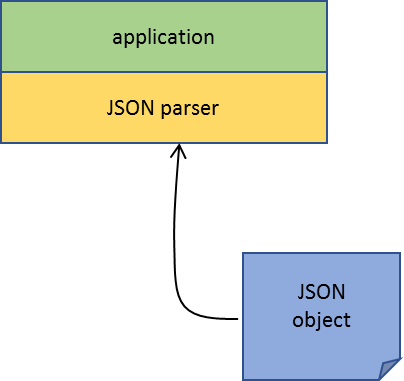 application
JSON parser
JSON
object